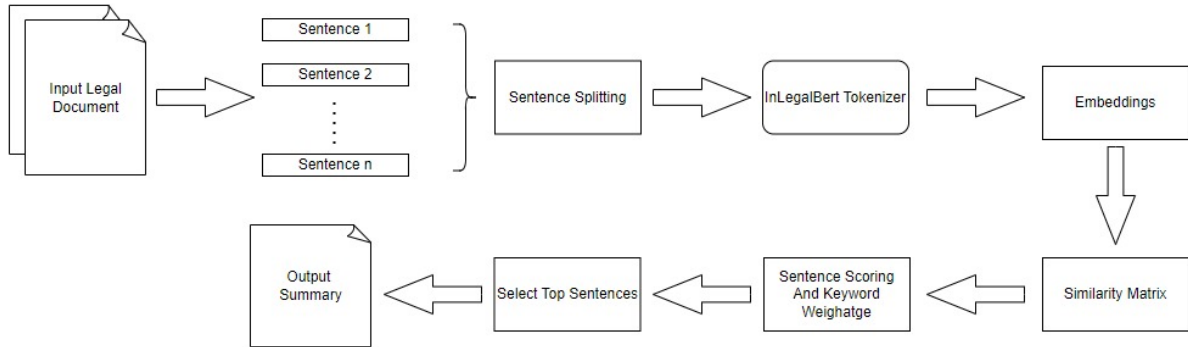 Input Legal
Document
Sentence 1
Sentence 2
Sentence n
Sentence Splitting
InLegalBert Tokenizer
Embeddings
Similarity Matrix
Sentence Scoring
And Keyword
Weighatge
Select Top Sentences
Output
Summary